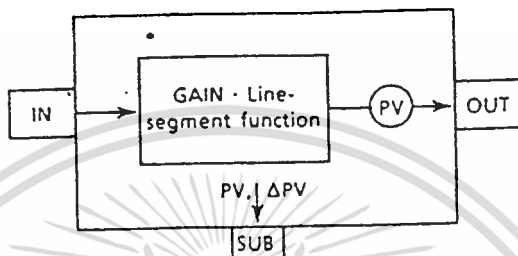 GAIN · Line-
segment function
IN
PV
OUT
PV, ΔPV
SUB